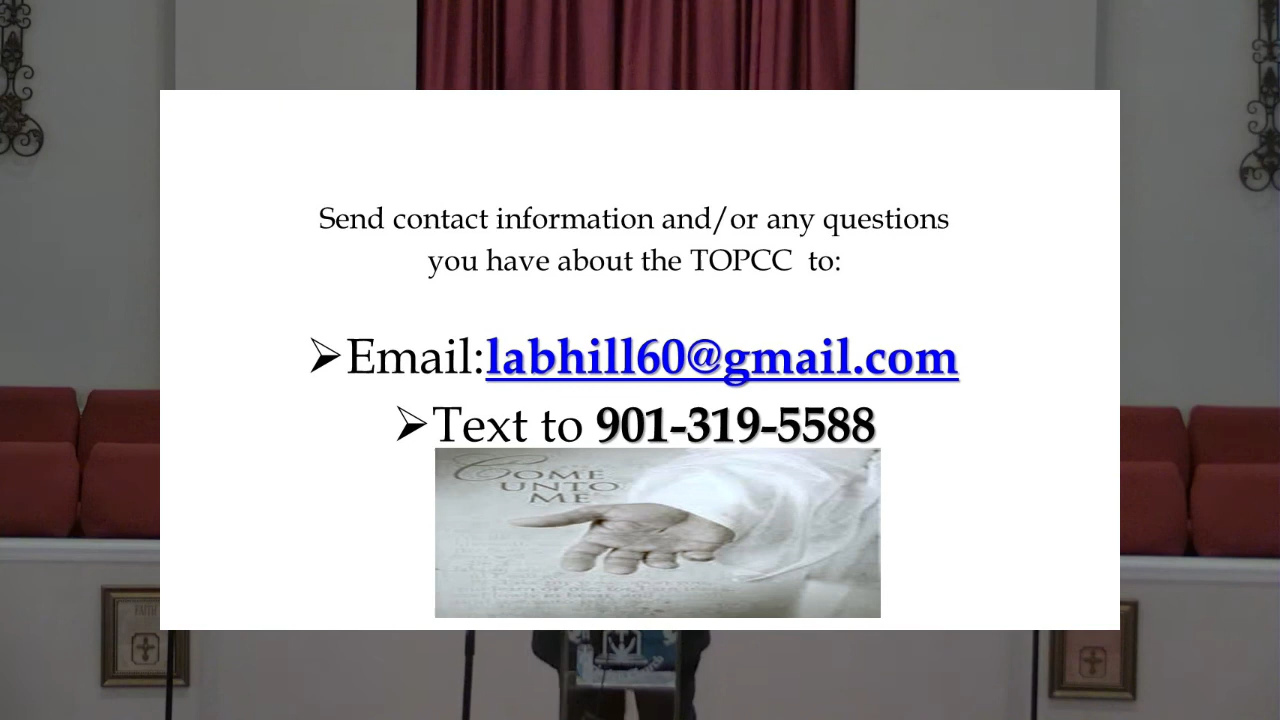 Send contact information and/or any questions
you have about the TOPCC to:
➢Email:labhill60@gmail.com
➢Text to 901-319-5588
COME
UNTO
ME
FAITH